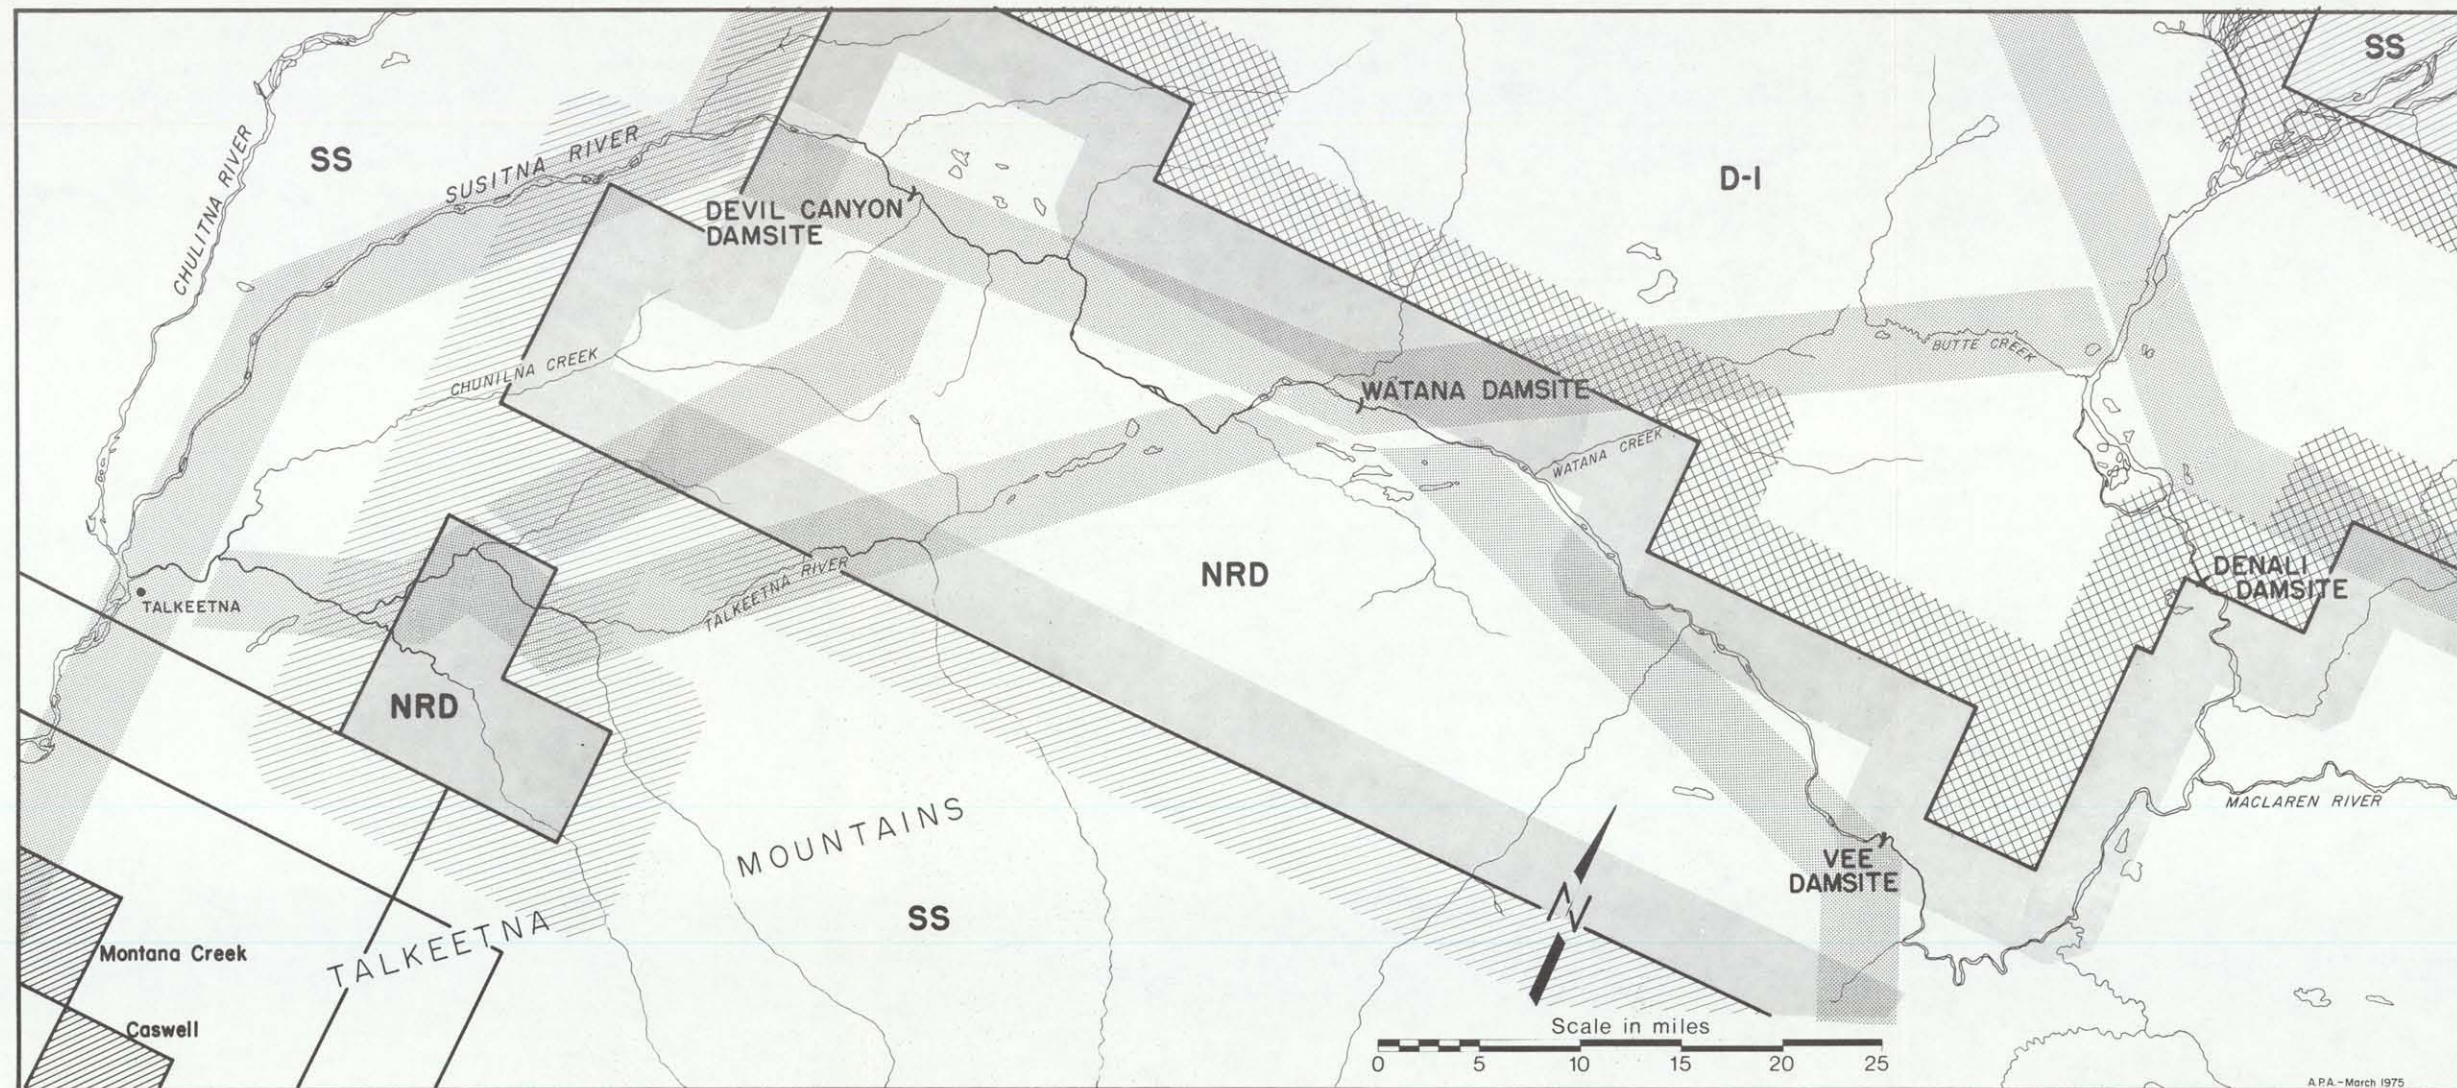 SS
SS
CHULITNA RIVER
SUSITNA RIVER
D-I
DEVIL CANYON
DAMSITE
BUTTE CREEK
CHUNILNA CREEK
WATANA DAMSITE
WATANA CREEK
NRD
TALKEETNA RIVER
DENALI
DAMSITE
TALKEETNA
NRD
MACLAREN RIVER
MOUNTAINS
VEE
DAMSITE
SS
N
TALKEETNA
Montana Creek
Caswell
Scale in miles
0 5 10 15 20 25
A.P.A.-March 1975